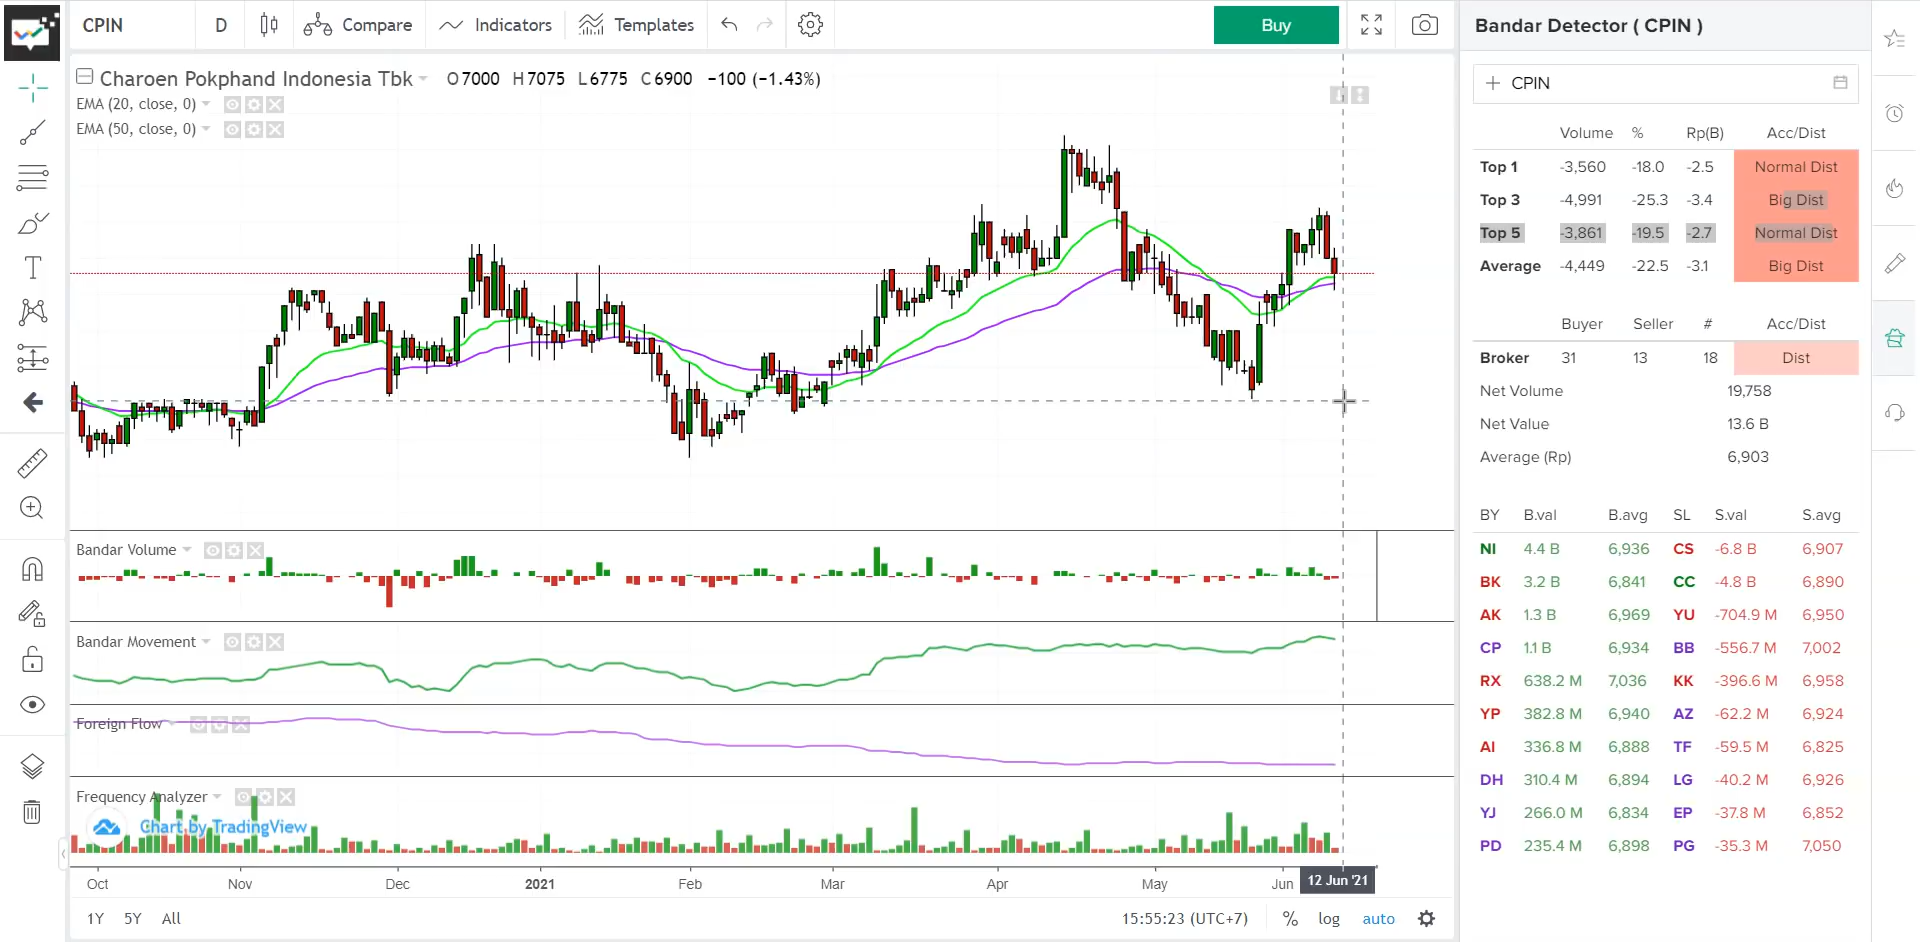 CPIN
D
Compare
Indicators
Templates
Buy
Charoen Pokphand Indonesia Tbk O7000 H7075 L6775 C6900 −100 (−1.43%)
EMA (20, close, 0)
EMA (50, close, 0)
Bandar Volume
Bandar Movement
Foreign Flow
Frequency Analyzer
Chart by TradingView
Oct Nov Dec 2021 Feb Mar Apr May Jun 12 Jun '21
1Y 5Y All
15:55:23 (UTC+7) % log auto
Bandar Detector ( CPIN )
CPIN
Volume % Rp(B) Acc/Dist
Top 1 -3,560 -18.0 -2.5 Normal Dist
Top 3 -4,991 -25.3 -3.4 Big Dist
Top 5 -3,861 -19.5 -2.7 Normal Dist
Average -4,449 -22.5 -3.1 Big Dist
Buyer Seller # Acc/Dist
Broker 31 13 18 Dist
Net Volume 19,758
Net Value 13.6 B
Average (Rp) 6,903
BY B.val B.avg SL S.val S.avg
NI 4.4 B 6,936 CS -6.8 B 6,907
BK 3.2 B 6,841 CC -4.8 B 6,890
AK 1.3 B 6,969 YU -704.9 M 6,950
CP 1.1 B 6,934 BB -556.7 M 7,002
RX 638.2 M 7,036 KK -396.6 M 6,958
YP 382.8 M 6,940 AZ -62.2 M 6,924
AI 336.8 M 6,888 TF -59.5 M 6,825
DH 310.4 M 6,894 LG -40.2 M 6,926
YJ 266.0 M 6,834 EP -37.8 M 6,852
PD 235.4 M 6,898 PG -35.3 M 7,050